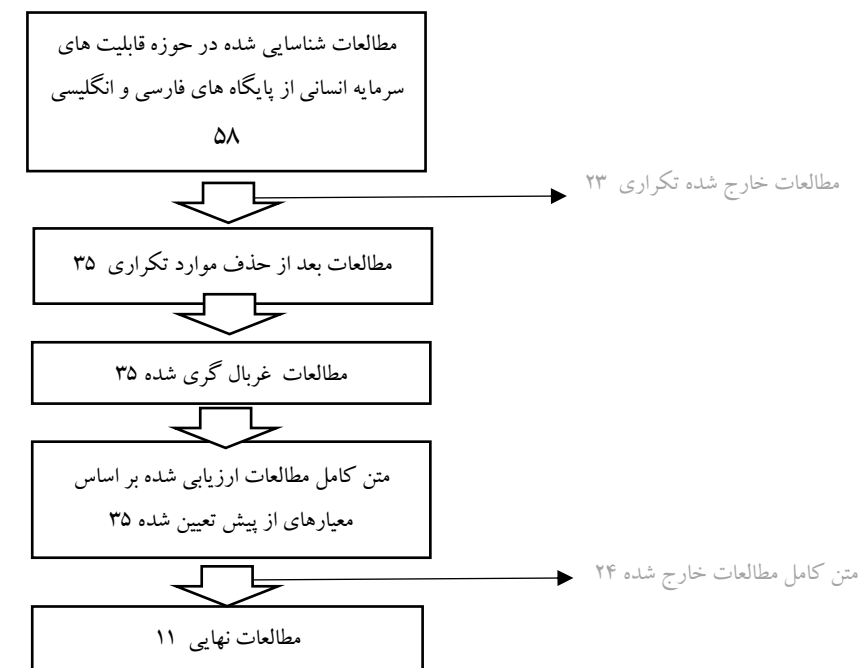 مطالعات شناسایی شده در حوزه قابلیت های
سرمایه انسانی از پایگاه های فارسی و انگلیسی
۵۸
مطالعات خارج شده تکراری ۲۳
مطالعات بعد از حذف موارد تکراری ۳۵
مطالعات غربال گری شده ۳۵
متن کامل مطالعات ارزیابی شده بر اساس
معیارهای از پیش تعیین شده ۳۵
متن کامل مطالعات خارج شده ۲۴
مطالعات نهایی ۱۱